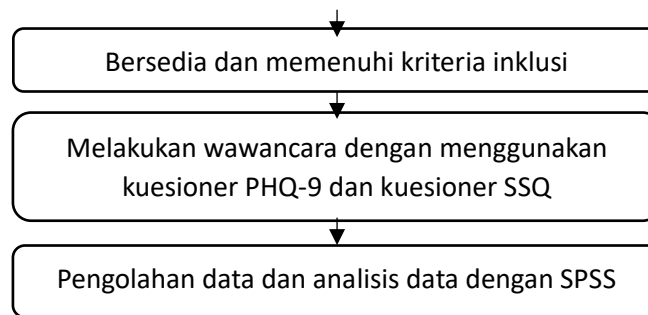 Bersedia dan memenuhi kriteria inklusi
Melakukan wawancara dengan menggunakan
kuesioner PHQ-9 dan kuesioner SSQ
Pengolahan data dan analisis data dengan SPSS